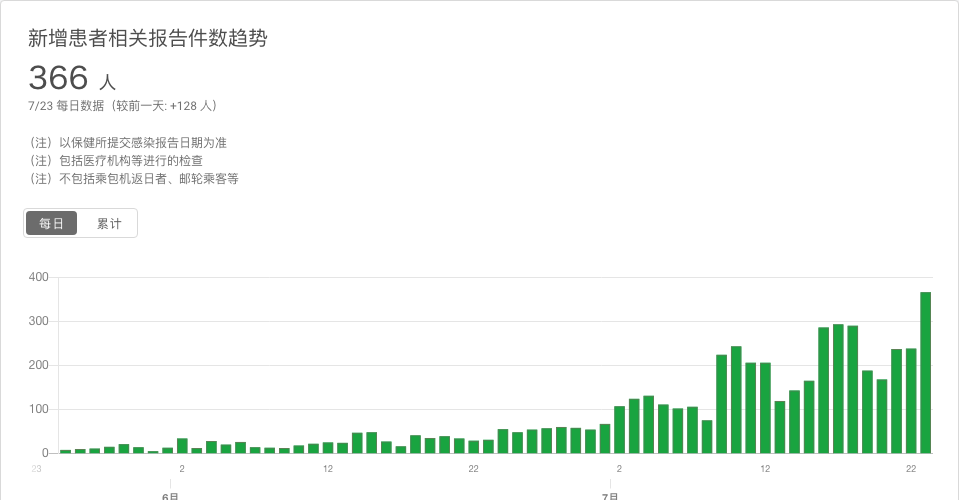 新增患者相关报告件数趋势
366 人
7/23 每日数据（较前一天: +128 人）
（注）以保健所提交感染报告日期为准
（注）包括医疗机构等进行的检查
（注）不包括乘包机返日者、邮轮乘客等
每日 累计
400
300
200
100
0
23 2 12 22 2 12 22
6月 7月